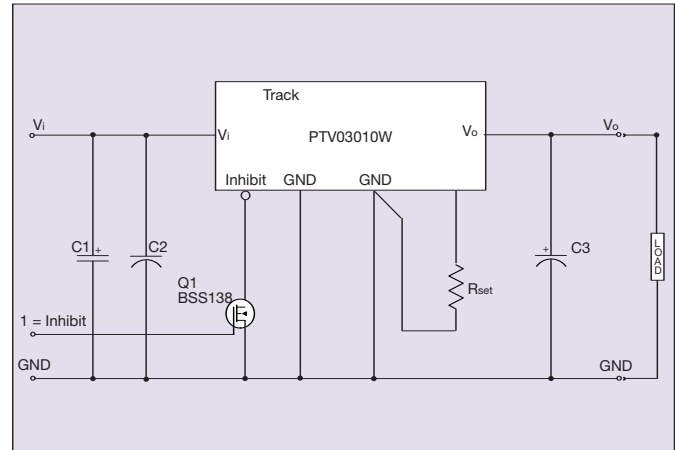 Track
Vi
Vi
PTV03010W
Vo
Vo
Inhibit
GND
GND
C1 +
C2
+
C3
LOAD
Q1
BSS138
Rset
1 = Inhibit
GND
GND